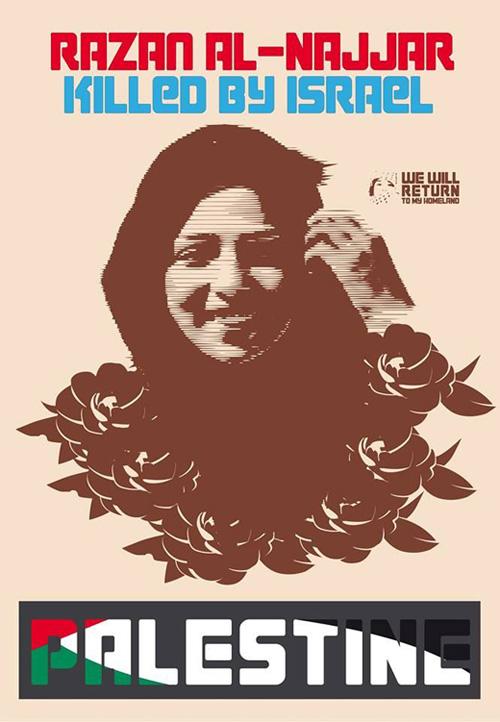 RAZAN AL-NAJJAR
KILLED BY ISRAEL
WE WILL
RETURN
TO MY HOMELAND
PALESTINE